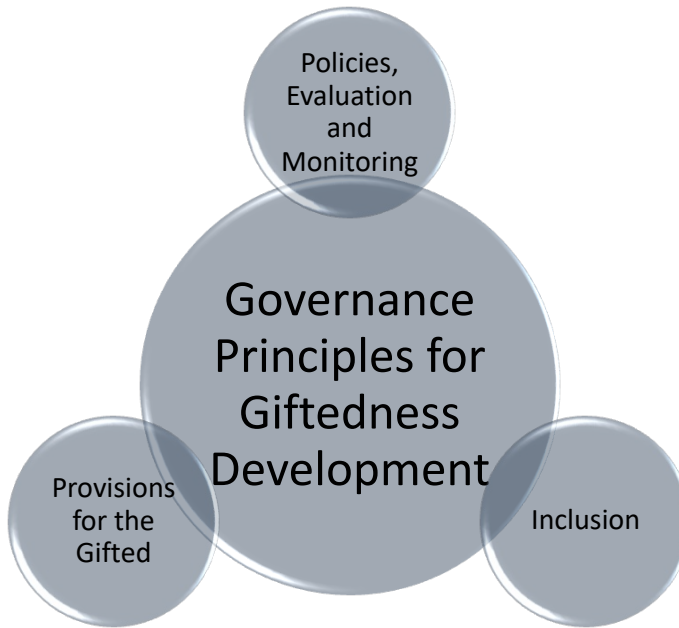 Policies,
Evaluation
and
Monitoring
Governance
Principles for
Giftedness
Development
Provisions
for the
Gifted
Inclusion